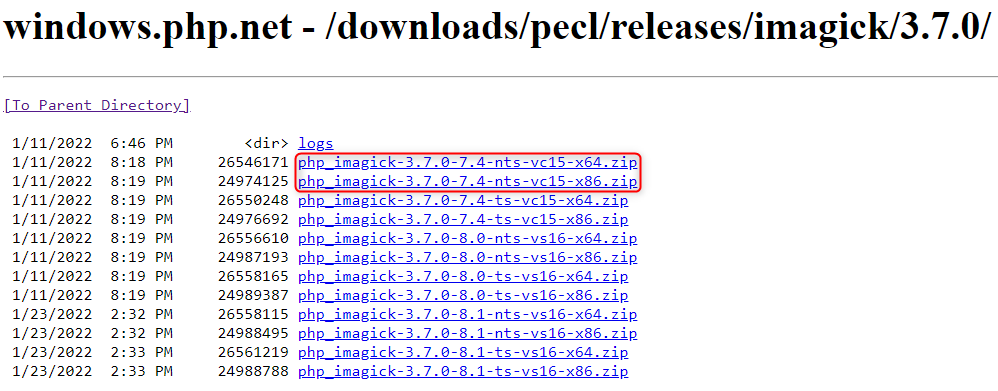 windows.php.net - /downloads/pecl/releases/imagick/3.7.0/
[To Parent Directory]
1/11/2022 6:46 PM <dir> logs
1/11/2022 8:18 PM 26546171 php_imagick-3.7.0-7.4-nts-vc15-x64.zip
1/11/2022 8:19 PM 24974125 php_imagick-3.7.0-7.4-nts-vc15-x86.zip
1/11/2022 8:19 PM 26550248 php_imagick-3.7.0-7.4-ts-vc15-x64.zip
1/11/2022 8:19 PM 24976692 php_imagick-3.7.0-7.4-ts-vc15-x86.zip
1/11/2022 8:19 PM 26556610 php_imagick-3.7.0-8.0-nts-vs16-x64.zip
1/11/2022 8:19 PM 24987193 php_imagick-3.7.0-8.0-nts-vs16-x86.zip
1/11/2022 8:19 PM 26558165 php_imagick-3.7.0-8.0-ts-vs16-x64.zip
1/11/2022 8:19 PM 24989387 php_imagick-3.7.0-8.0-ts-vs16-x86.zip
1/23/2022 2:32 PM 26558115 php_imagick-3.7.0-8.1-nts-vs16-x64.zip
1/23/2022 2:32 PM 24988495 php_imagick-3.7.0-8.1-nts-vs16-x86.zip
1/23/2022 2:33 PM 26561219 php_imagick-3.7.0-8.1-ts-vs16-x64.zip
1/23/2022 2:33 PM 24988788 php_imagick-3.7.0-8.1-ts-vs16-x86.zip